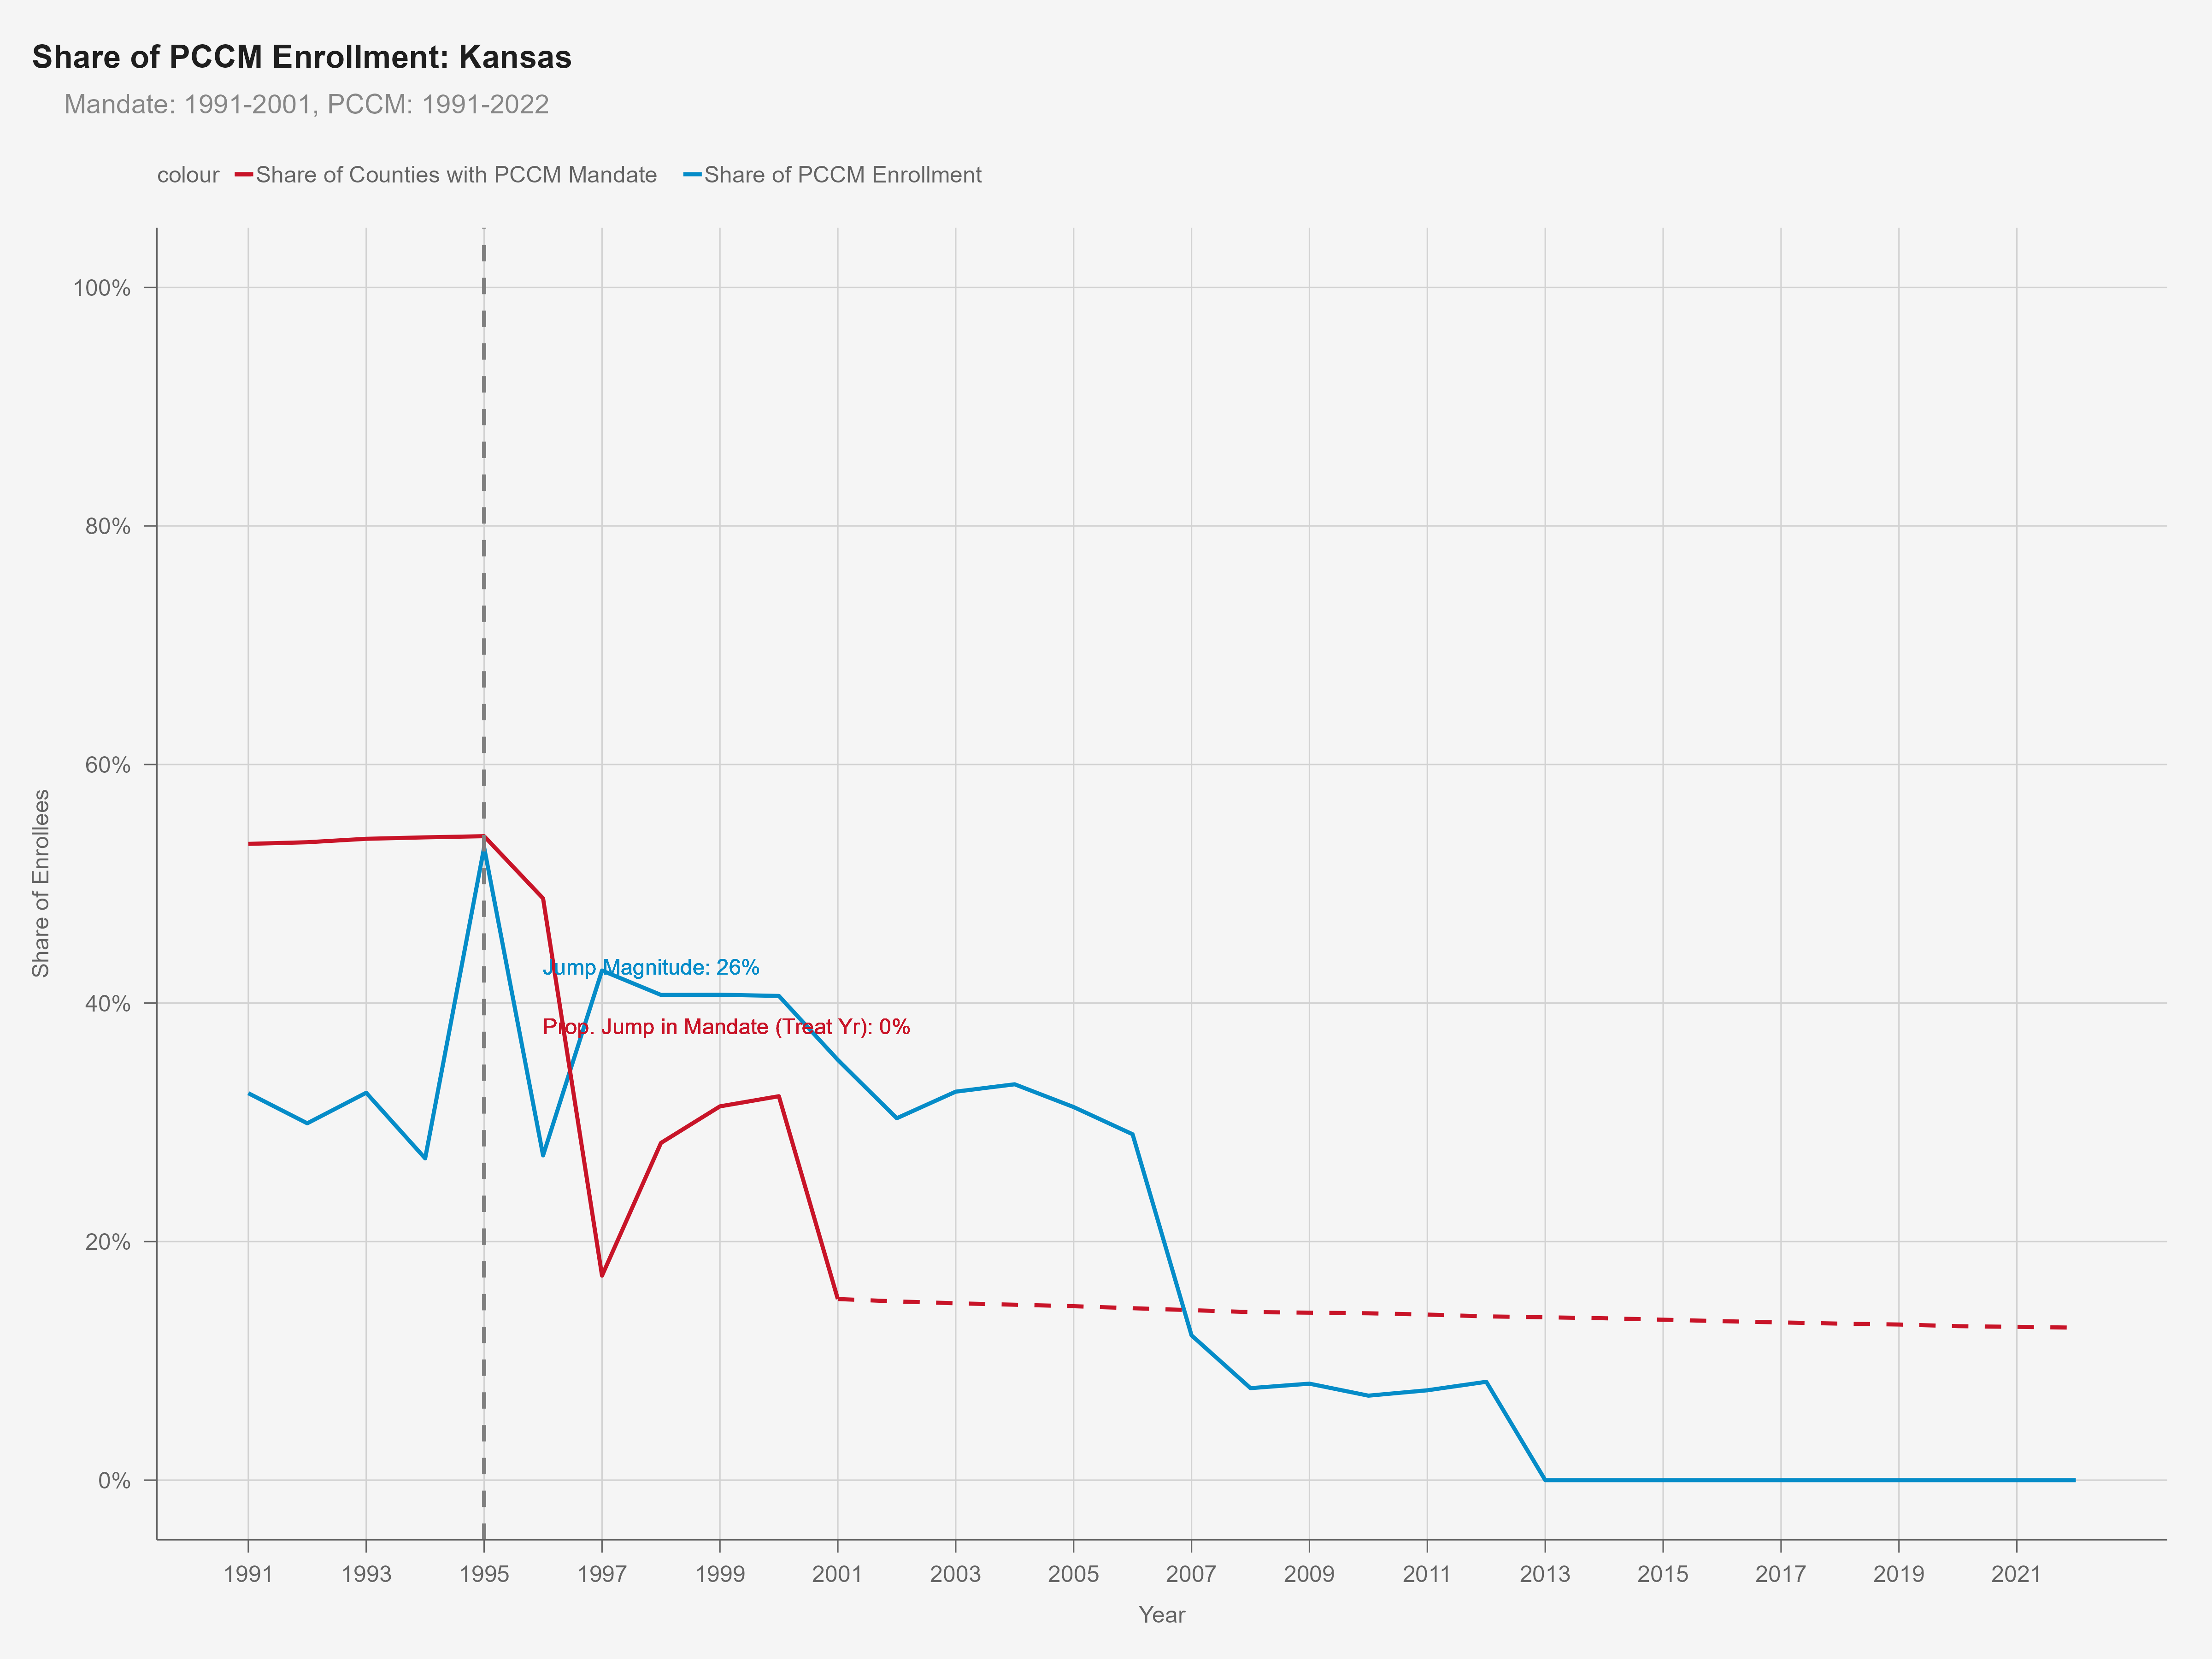 Share of PCCM Enrollment: Kansas
Mandate: 1991-2001, PCCM: 1991-2022
colour Share of Counties with PCCM Mandate Share of PCCM Enrollment
100%
80%
60%
40%
20%
0%
Share of Enrollees
Jump Magnitude: 26%
Prop. Jump in Mandate (Treat Yr): 0%
1991 1993 1995 1997 1999 2001 2003 2005 2007 2009 2011 2013 2015 2017 2019 2021
Year